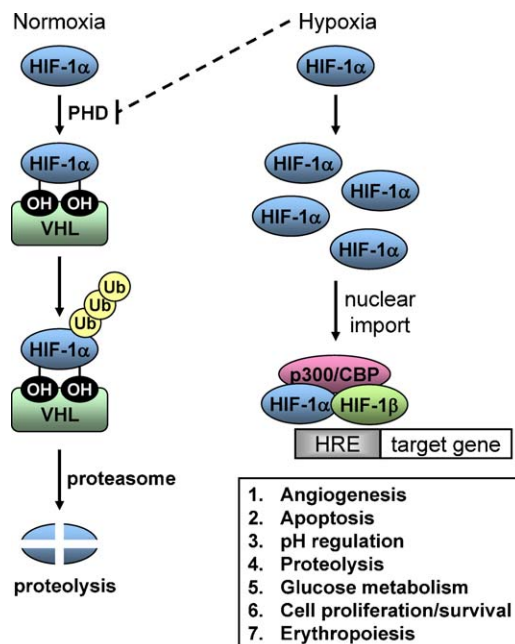 Normoxia
HIF-1α
PHD
HIF-1α
OH OH
VHL
Ub
Ub
Ub
HIF-1α
OH OH
VHL
proteasome
proteolysis
Hypoxia
HIF-1α
HIF-1α
HIF-1α
HIF-1α
HIF-1α
nuclear
import
p300/CBP
HIF-1α HIF-1β
HRE target gene
1. Angiogenesis
2. Apoptosis
3. pH regulation
4. Proteolysis
5. Glucose metabolism
6. Cell proliferation/survival
7. Erythropoiesis